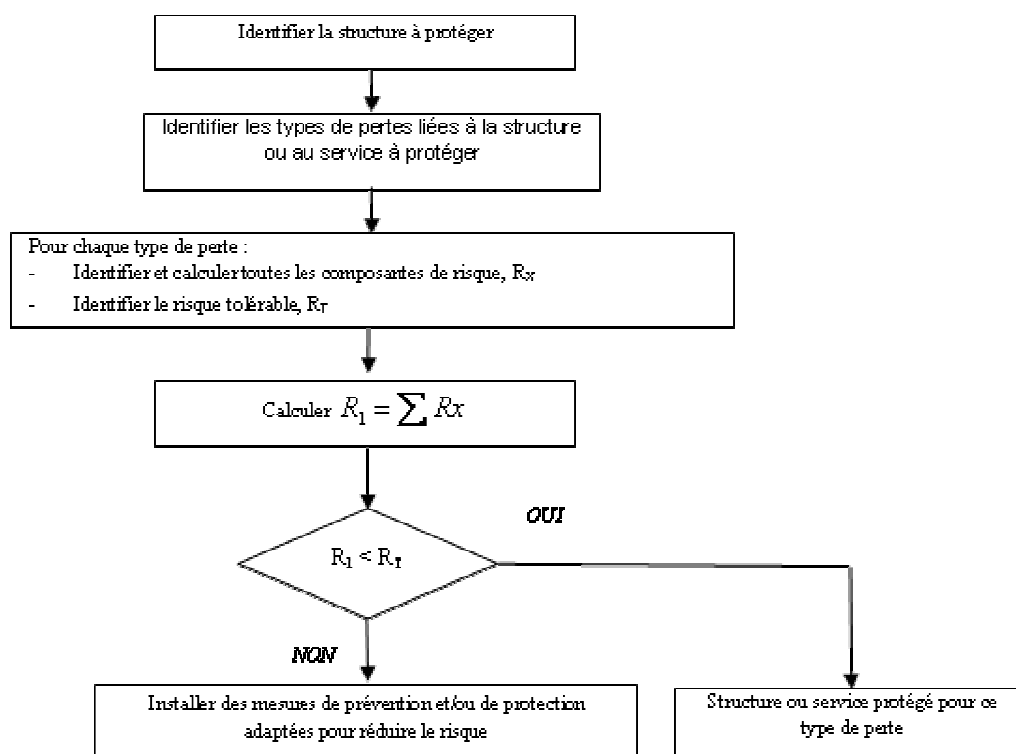 Identifier la structure à protéger
Identifier les types de pertes liées à la structure
ou au service à protéger
Pour chaque type de perte :
- Identifier et calculer toutes les composantes de risque, RX
- Identifier le risque tolérable, RT
Calculer R1 = ∑ Rx
OUI
R1 < RT
NON
Installer des mesures de prévention et/ou de protection
adaptées pour réduire le risque
Structure ou service protégé pour ce
type de perte